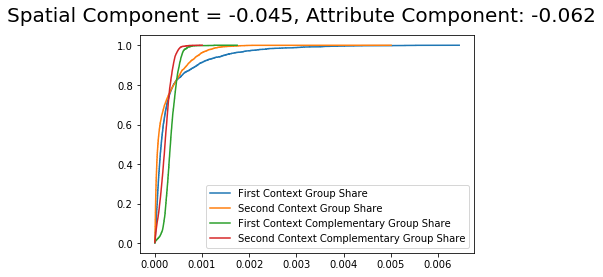 Spatial Component = -0.045, Attribute Component: -0.062
1.0
0.8
0.6
0.4
0.2
0.0
First Context Group Share
Second Context Group Share
First Context Complementary Group Share
Second Context Complementary Group Share
0.000 0.001 0.002 0.003 0.004 0.005 0.006